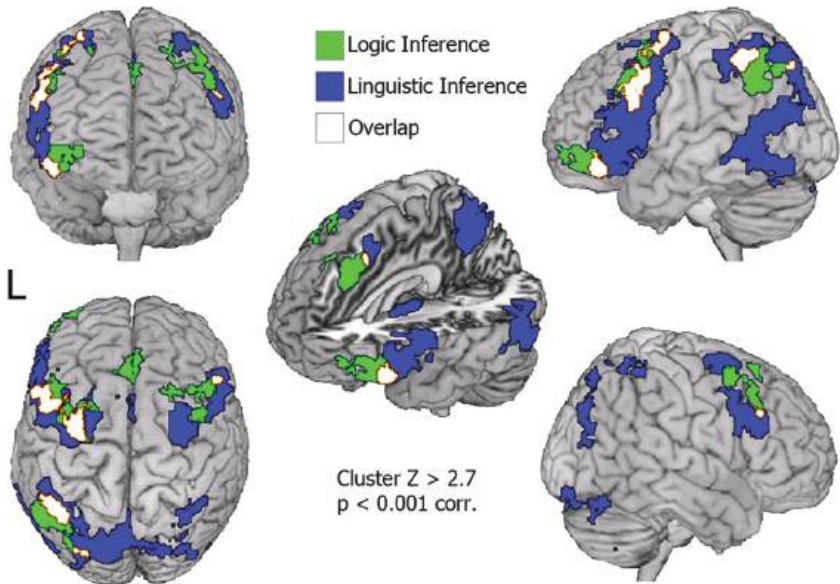 Logic Inference
Linguistic Inference
Overlap
L
Cluster Z > 2.7
p < 0.001 corr.